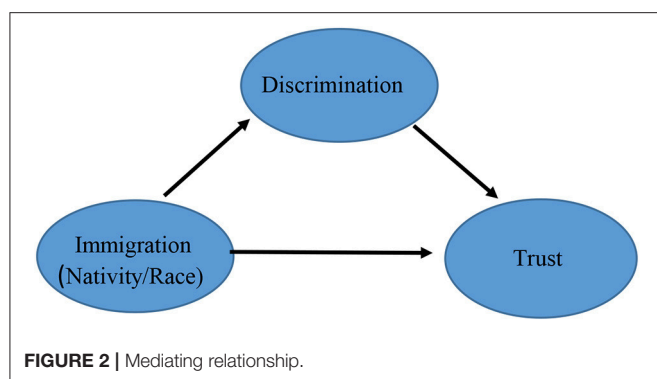 Discrimination
Immigration
(Nativity/Race)
Trust
FIGURE 2 | Mediating relationship.